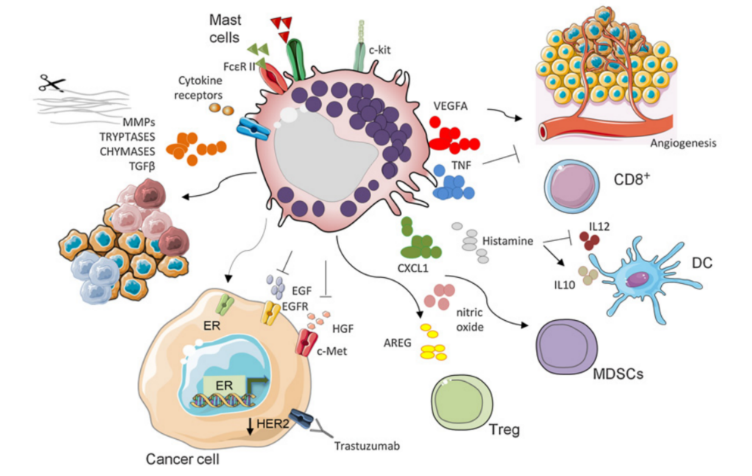 Mast
cells
c-kit
FcεR II
Cytokine
receptors
VEGFA
MMPs
TRYPTASES
CHYMASES
TGFβ
TNF
Angiogenesis
CD8+
Histamine
IL12
DC
IL10
CXCL1
EGF
EGFR
ER
HGF
c-Met
nitric
oxide
AREG
MDSCs
ER
HER2
Treg
Trastuzumab
Cancer cell